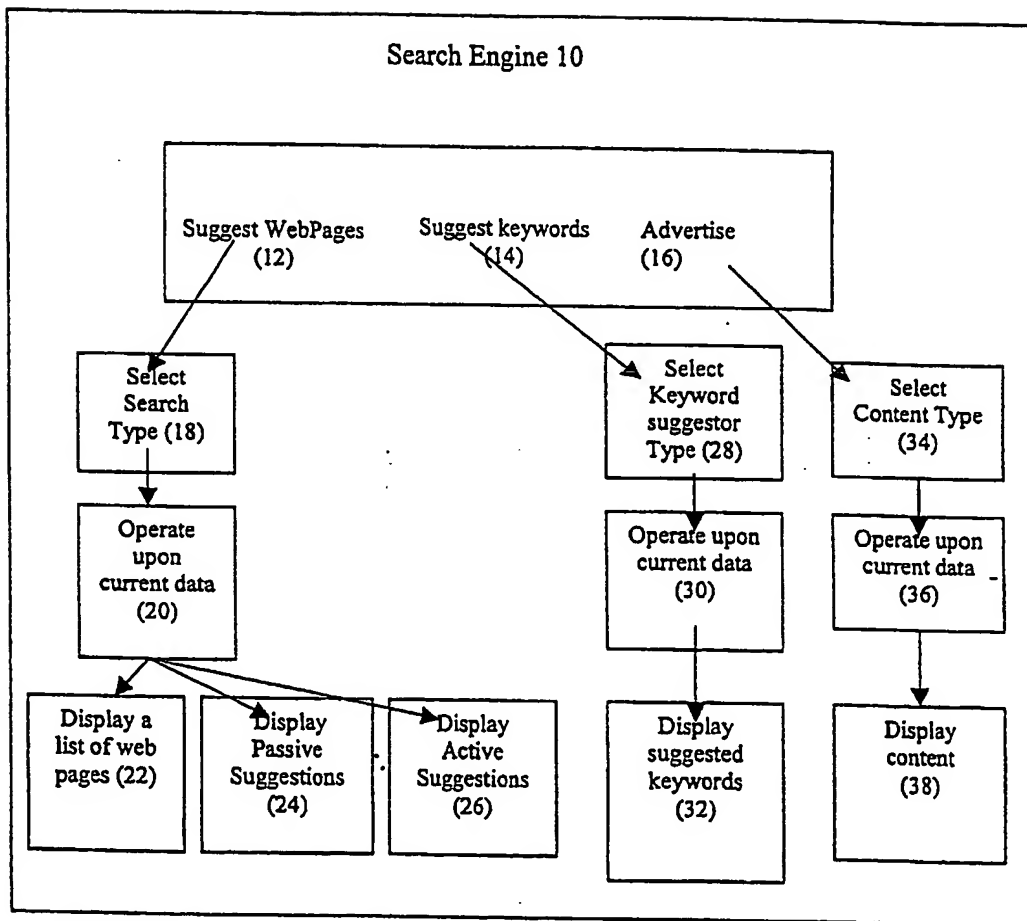 Search Engine 10
Suggest WebPages
(12)
Suggest keywords
(14)
Advertise
(16)
Select
Search
Type (18)
Select
Keyword
suggestor
Type (28)
Select
Content Type
(34)
Operate
upon
current data
(20)
Operate upon
current data
(30)
Operate upon
current data
(36)
Display a
list of web
pages (22)
Display
Passive
Suggestions
(24)
Display
Active
Suggestions
(26)
Display
suggested
keywords
(32)
Display
content
(38)